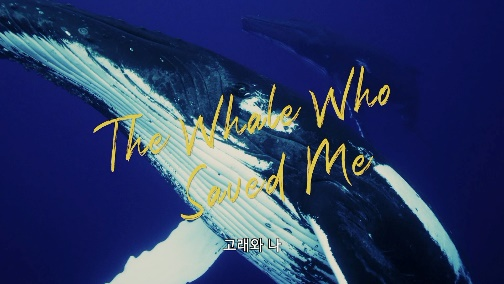 The Whale Who
Saved Me
고래와 나